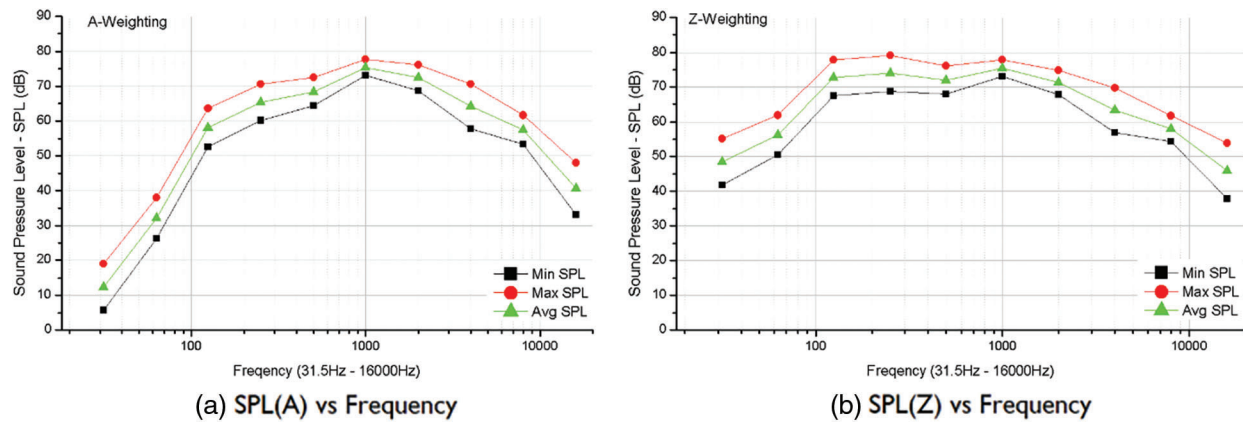 A-Weighting
Sound Pressure Level - SPL (dB)
90
80
70
60
50
40
30
20
10
0
Min SPL
Max SPL
Avg SPL
100
1000
10000
Freqency (31.5Hz - 16000Hz)
(a) SPL(A) vs Frequency
Z-Weighting
Sound Pressure Level - SPL (dB)
90
80
70
60
50
40
30
20
10
0
Min SPL
Max SPL
Avg SPL
100
1000
10000
Freqency (31.5Hz - 16000Hz)
(b) SPL(Z) vs Frequency